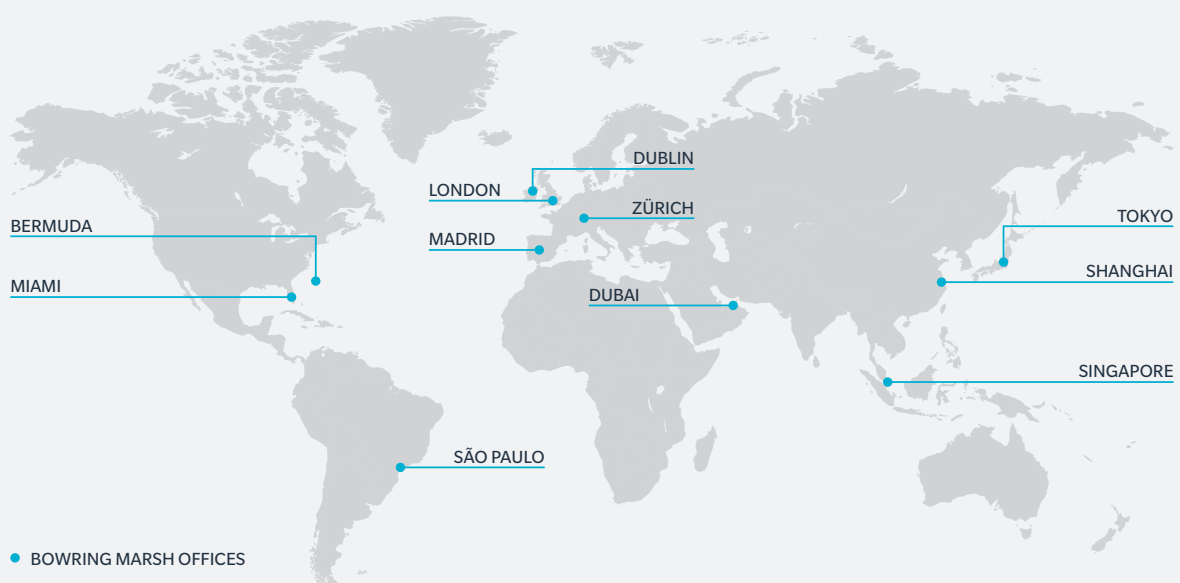 DUBLIN
LONDON
ZÜRICH
BERMUDA
TOKYO
MADRID
SHANGHAI
MIAMI
DUBAI
SINGAPORE
SÃO PAULO
BOWRING MARSH OFFICES